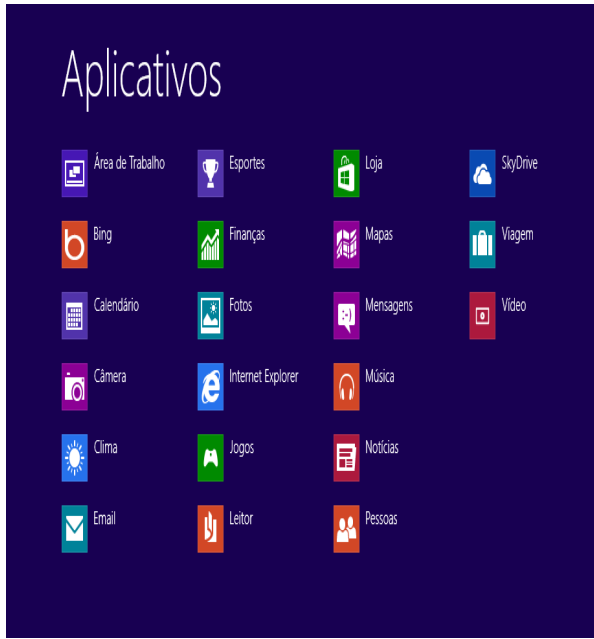 Aplicativos
Área de Trabalho
Bing
Calendário
Câmera
Clima
Email
Esportes
Finanças
Fotos
Internet Explorer
Jogos
Leitor
Loja
Mapas
Mensagens
Música
Notícias
Pessoas
SkyDrive
Viagem
Vídeo